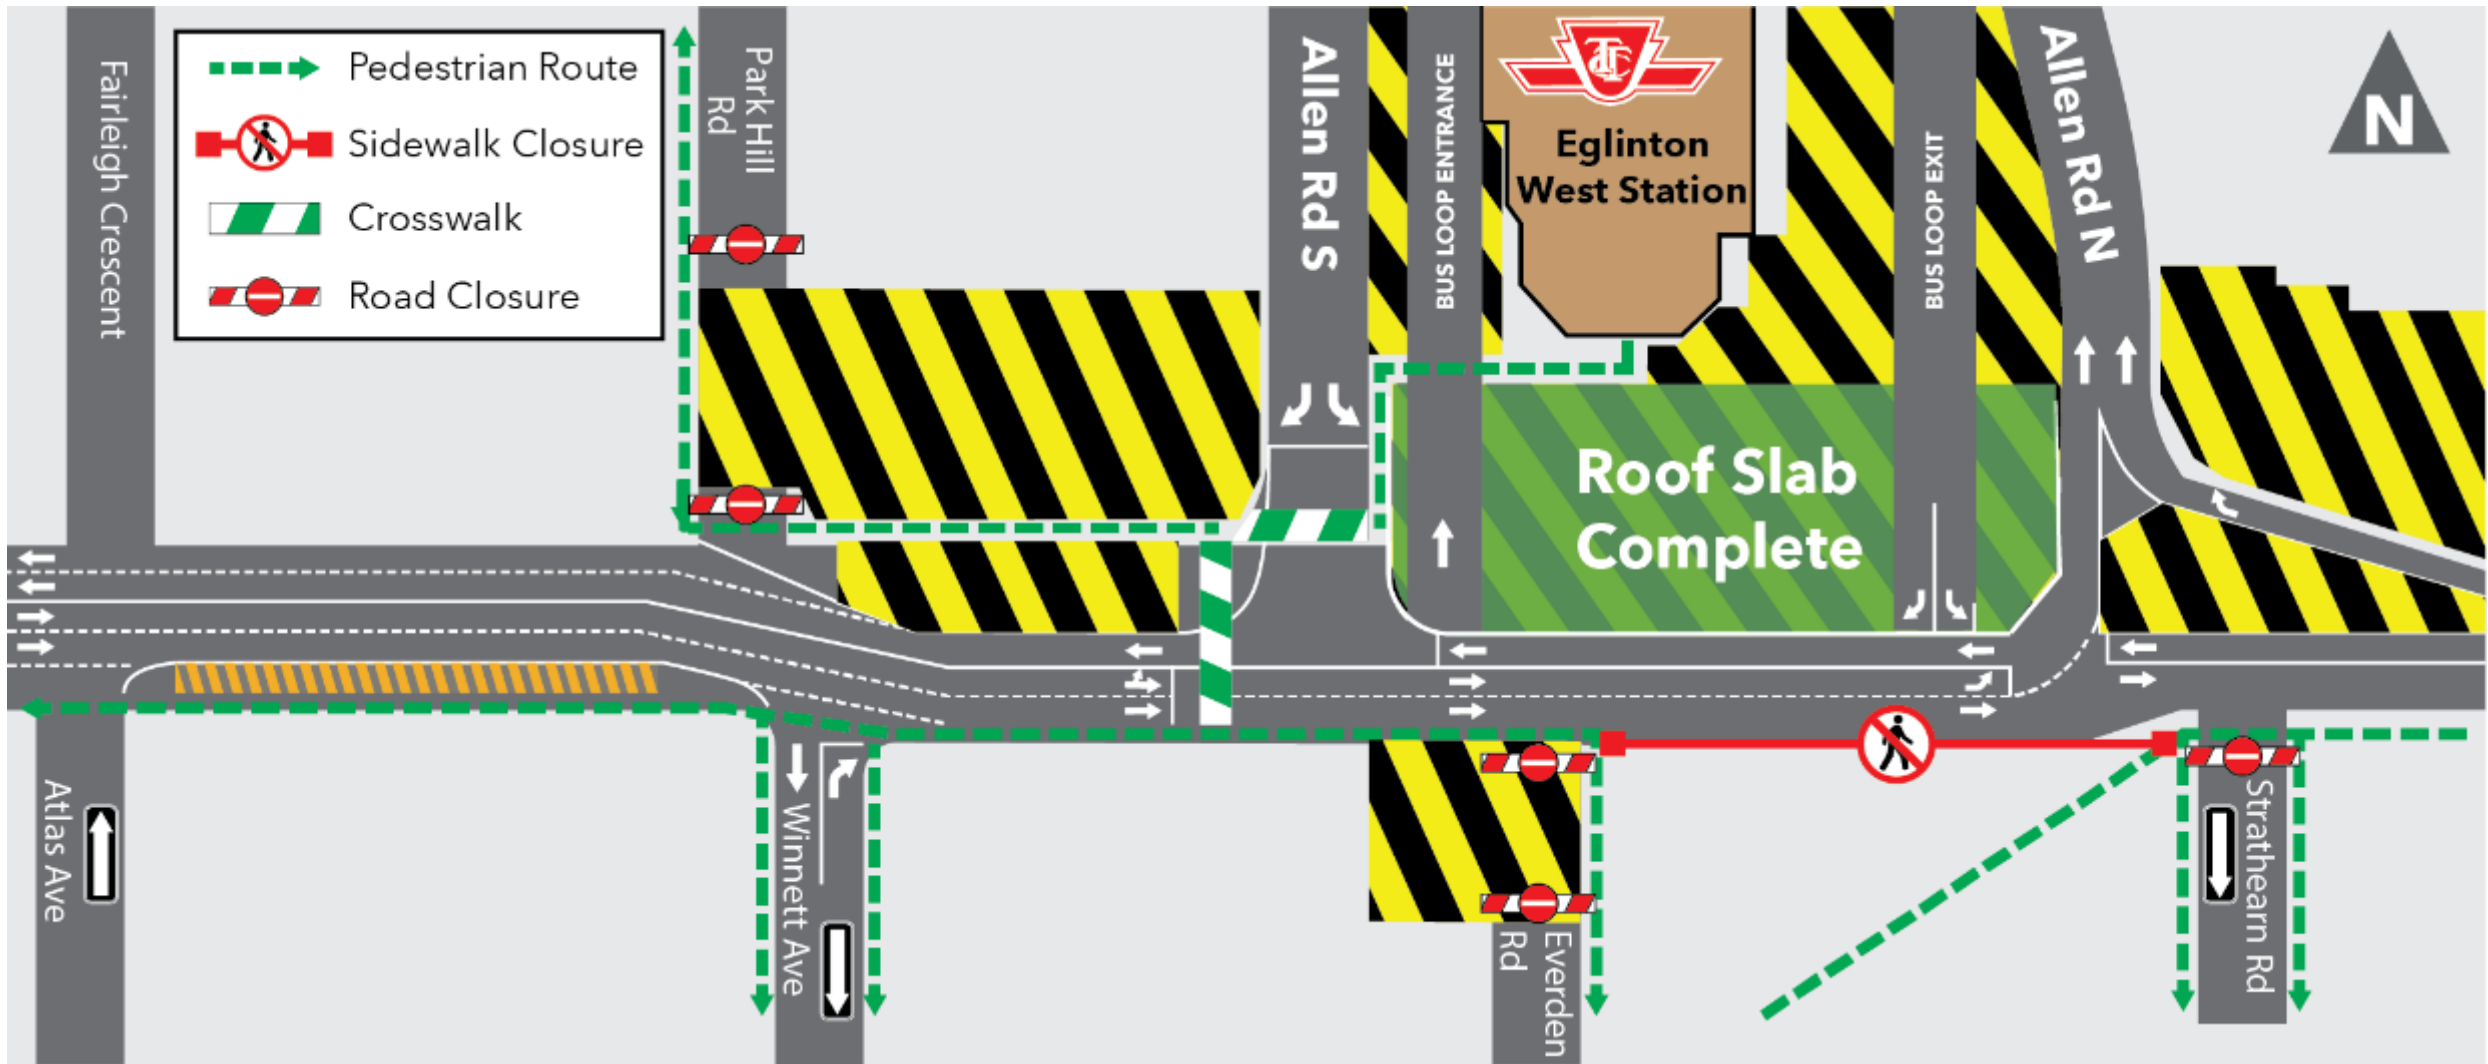 Pedestrian Route
Sidewalk Closure
Crosswalk
Road Closure
Fairleigh Crescent
Park Hill
Rd
Allen Rd S
BUS LOOP ENTRANCE
TTC
Eglinton
West Station
BUS LOOP EXIT
Allen Rd N
N
Roof Slab
Complete
Atlas Ave
Winnett Ave
Everden
Rd
Strathearn Rd